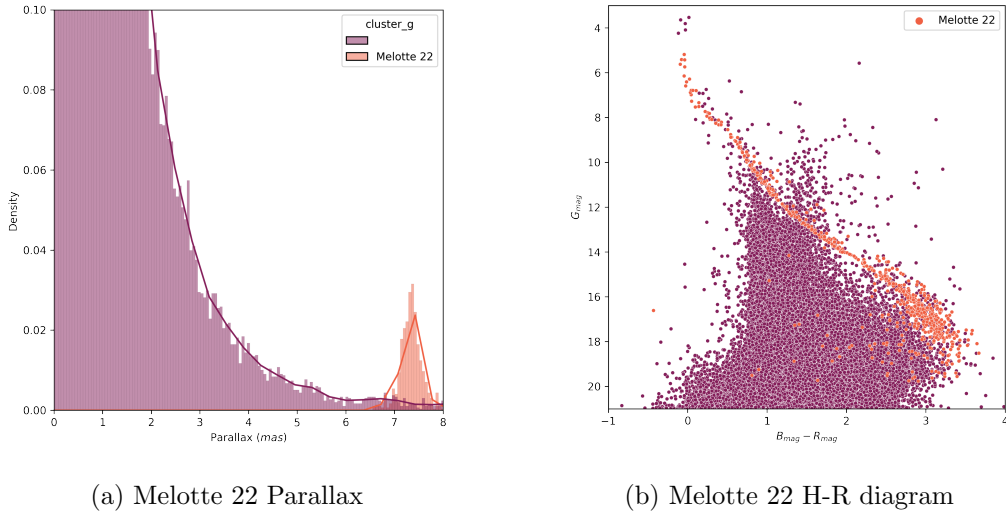 0.10
0.08
0.06
0.04
0.02
0.00
Density
0 1 2 3 4 5 6 7 8
Parallax (mas)
cluster_g
Melotte 22
(a) Melotte 22 Parallax
4
6
8
10
12
14
16
18
20
G_mag
−1 0 1 2 3 4
B_mag − R_mag
Melotte 22
(b) Melotte 22 H-R diagram